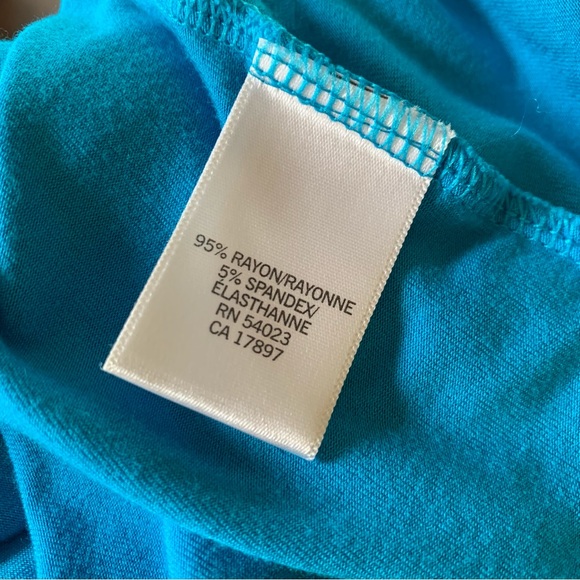 95% RAYON/RAYONNE
5% SPANDEX/
ÉLASTHANNE
RN 54023
CA 17897